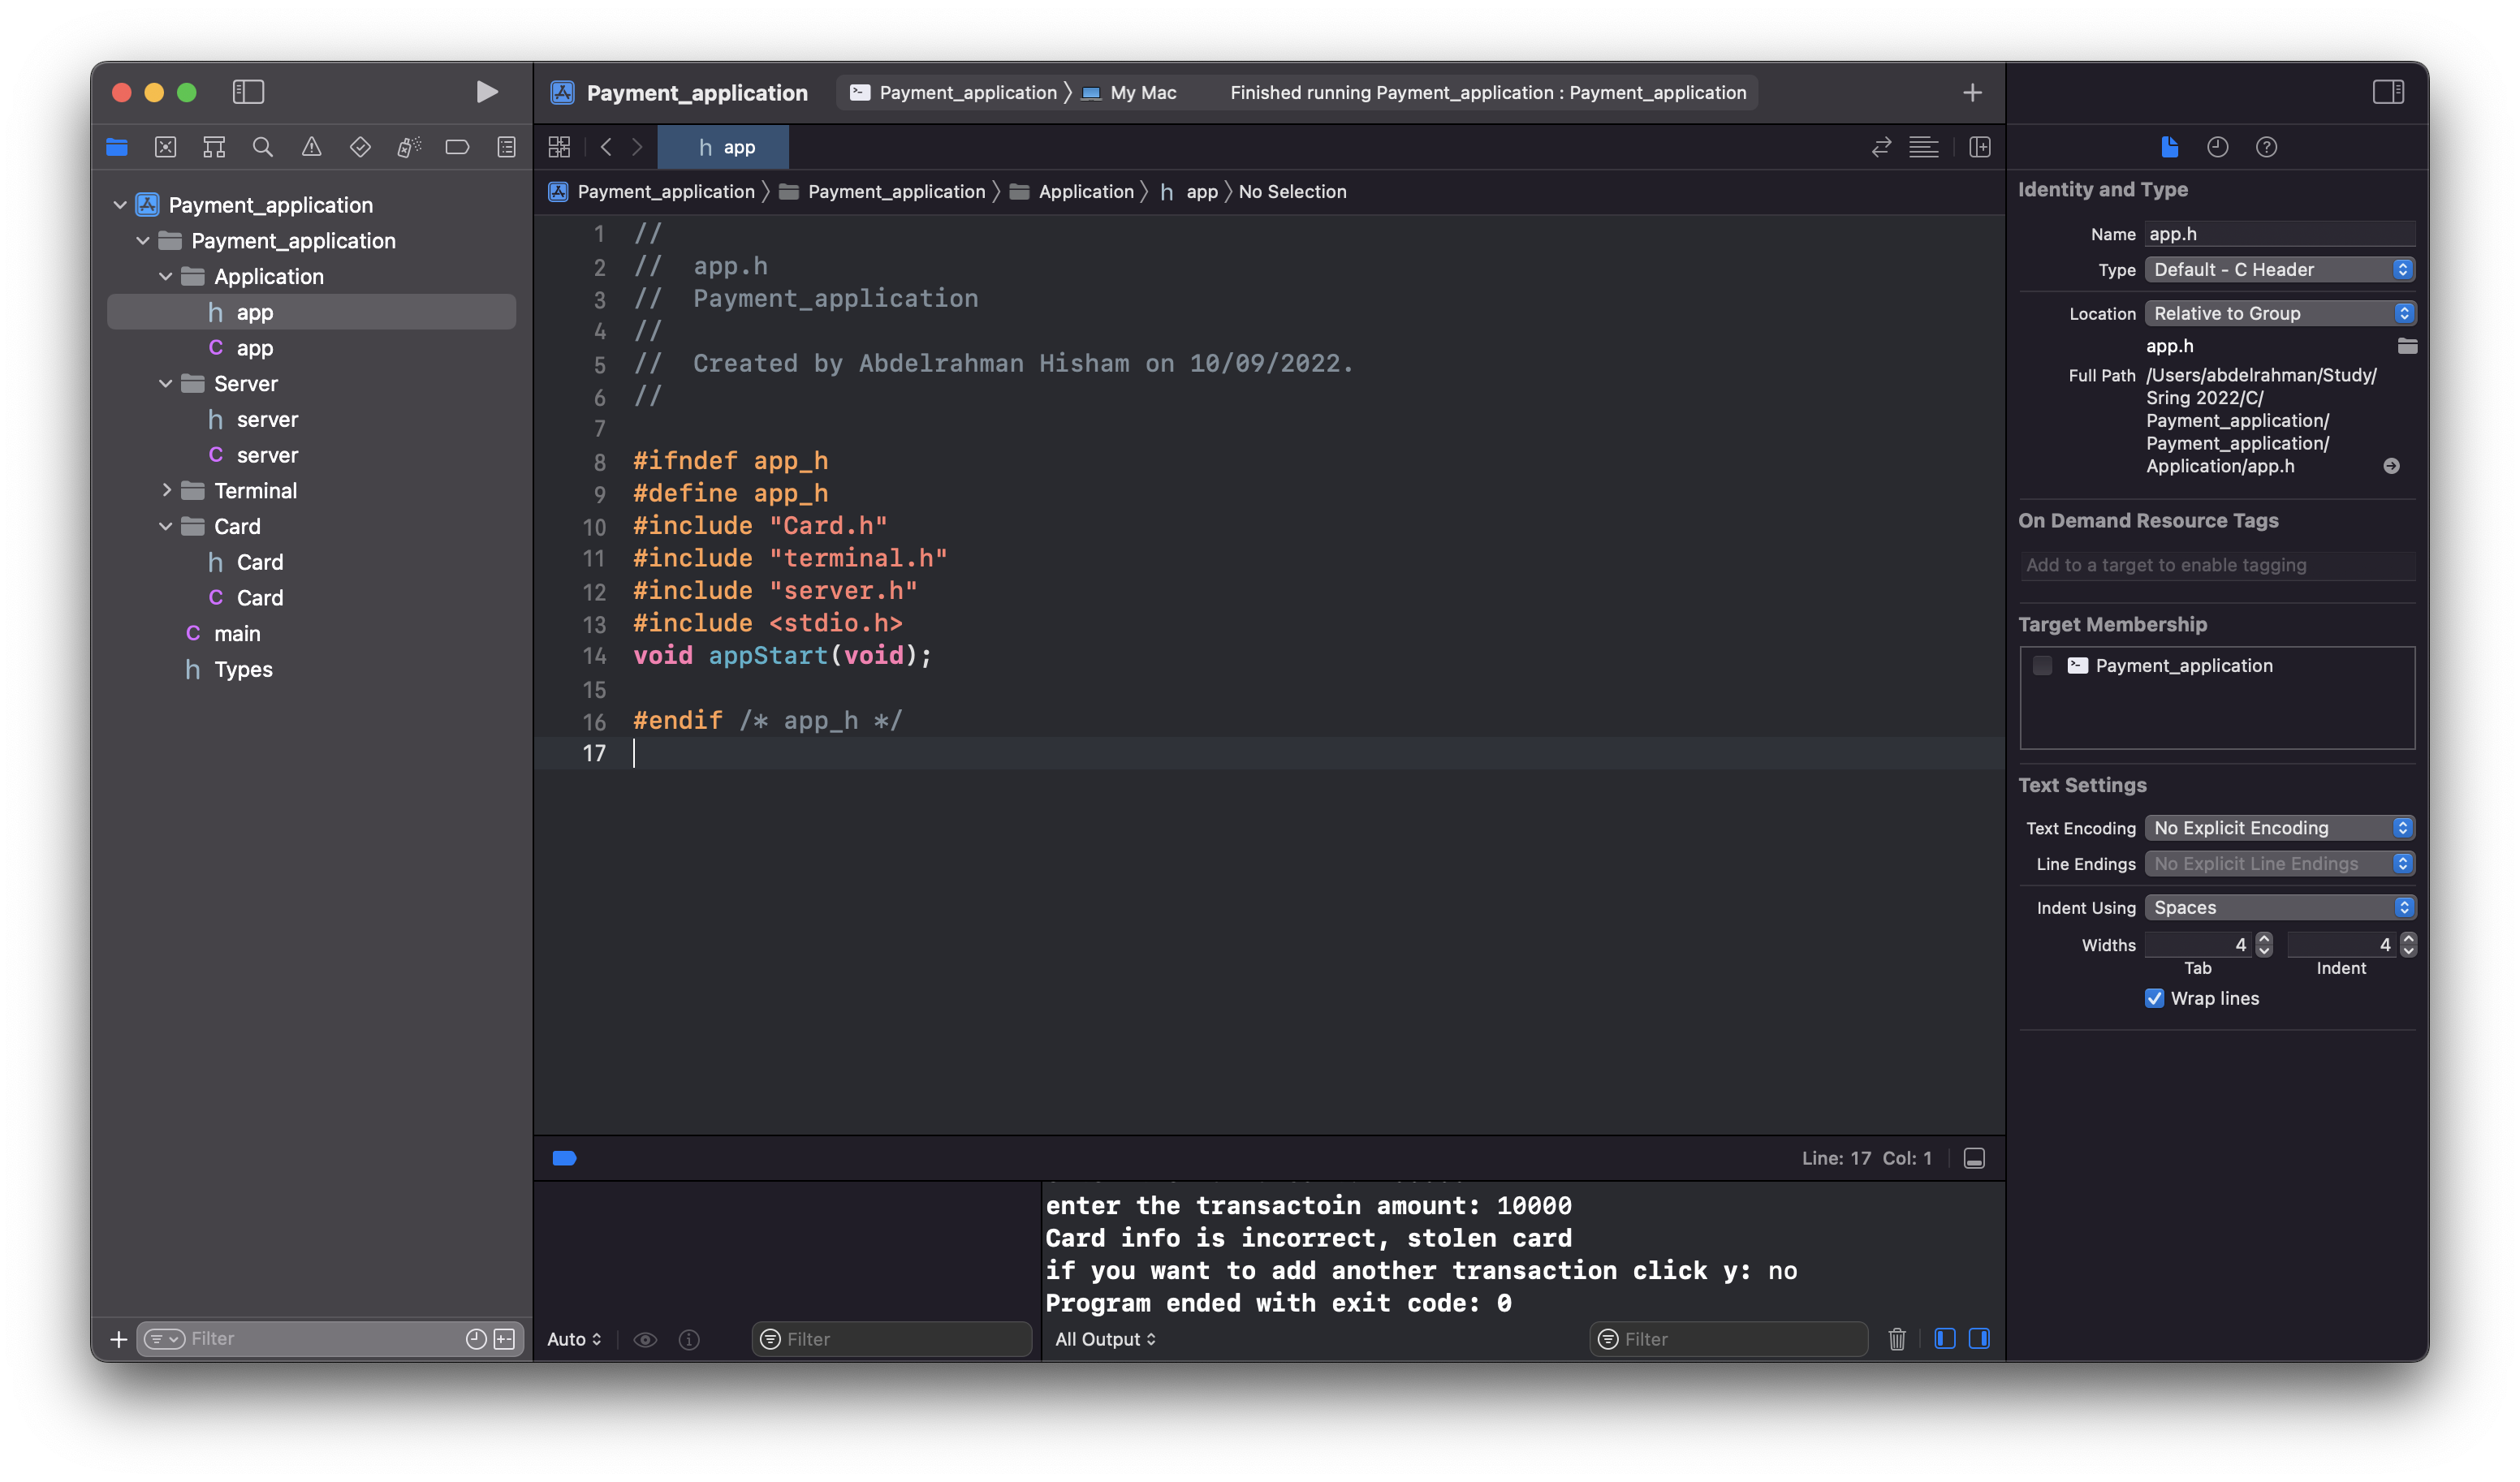 Payment_application
Payment_application
My Mac
Finished running Payment_application : Payment_application
h app
Payment_application
Payment_application
Application
h app
No Selection
Payment_application
Payment_application
Application
h app
C app
Server
h server
C server
Terminal
Card
h Card
C Card
C main
h Types
Filter
1 //
2 //  app.h
3 //  Payment_application
4 //
5 //  Created by Abdelrahman Hisham on 10/09/2022.
6 //
7
8 #ifndef app_h
9 #define app_h
10 #include "Card.h"
11 #include "terminal.h"
12 #include "server.h"
13 #include <stdio.h>
14 void appStart(void);
15
16 #endif /* app_h */
17
Line: 17 Col: 1
enter the transactoin amount: 10000
Card info is incorrect, stolen card
if you want to add another transaction click y: no
Program ended with exit code: 0
Auto
Filter
All Output
Filter
Identity and Type
Name app.h
Type Default - C Header
Location Relative to Group
app.h
Full Path /Users/abdelrahman/Study/
Sring 2022/C/
Payment_application/
Payment_application/
Application/app.h
On Demand Resource Tags
Add to a target to enable tagging
Target Membership
Payment_application
Text Settings
Text Encoding No Explicit Encoding
Line Endings No Explicit Line Endings
Indent Using Spaces
Widths 4 4
Tab Indent
Wrap lines